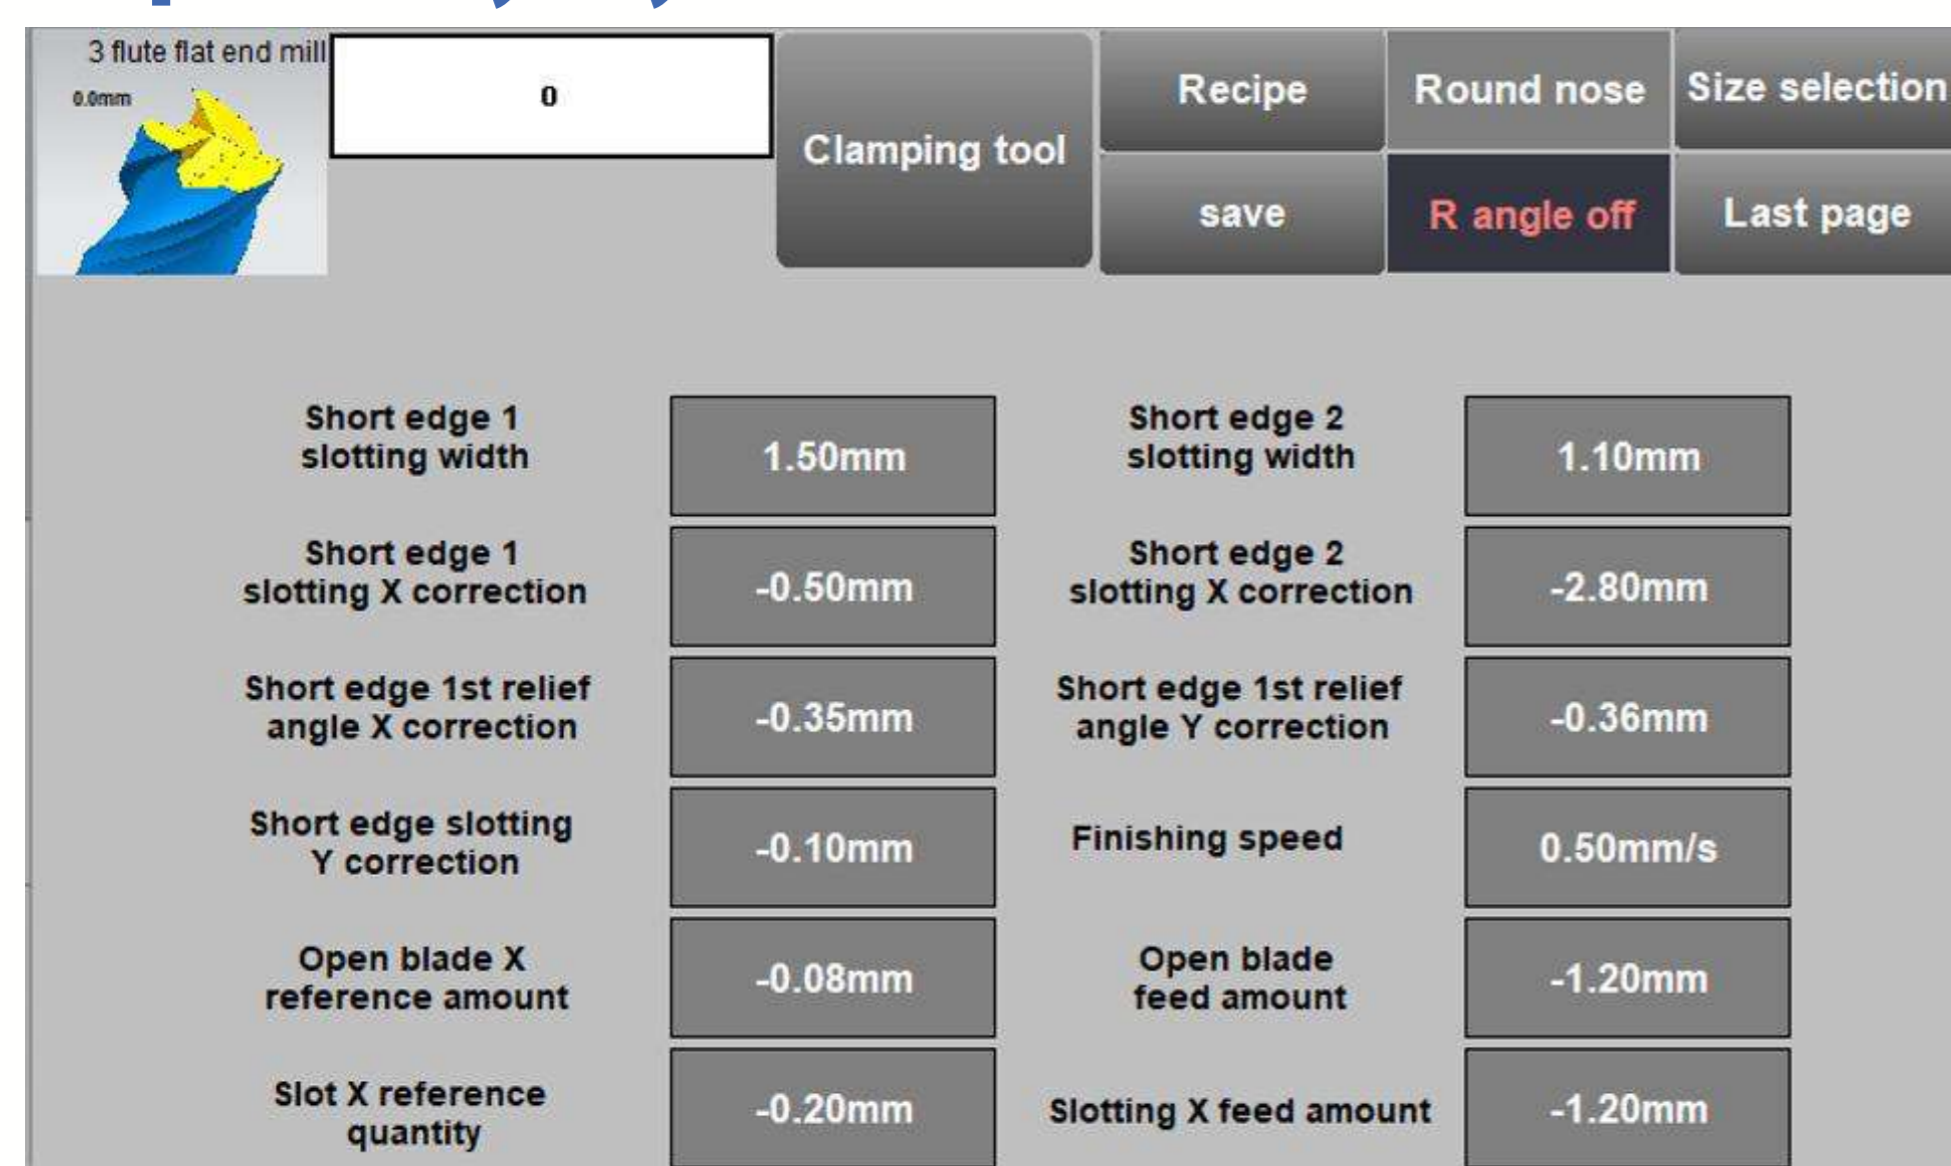 3 flute flat end mill
0.0mm
0
Clamping tool
Recipe
Round nose
Size selection
save
R angle off
Last page
Short edge 1
slotting width
1.50mm
Short edge 2
slotting width
1.10mm
Short edge 1
slotting X correction
-0.50mm
Short edge 2
slotting X correction
-2.80mm
Short edge 1st relief
angle X correction
-0.35mm
Short edge 1st relief
angle Y correction
-0.36mm
Short edge slotting
Y correction
-0.10mm
Finishing speed
0.50mm/s
Open blade X
reference amount
-0.08mm
Open blade
feed amount
-1.20mm
Slot X reference
quantity
-0.20mm
Slotting X feed amount
-1.20mm